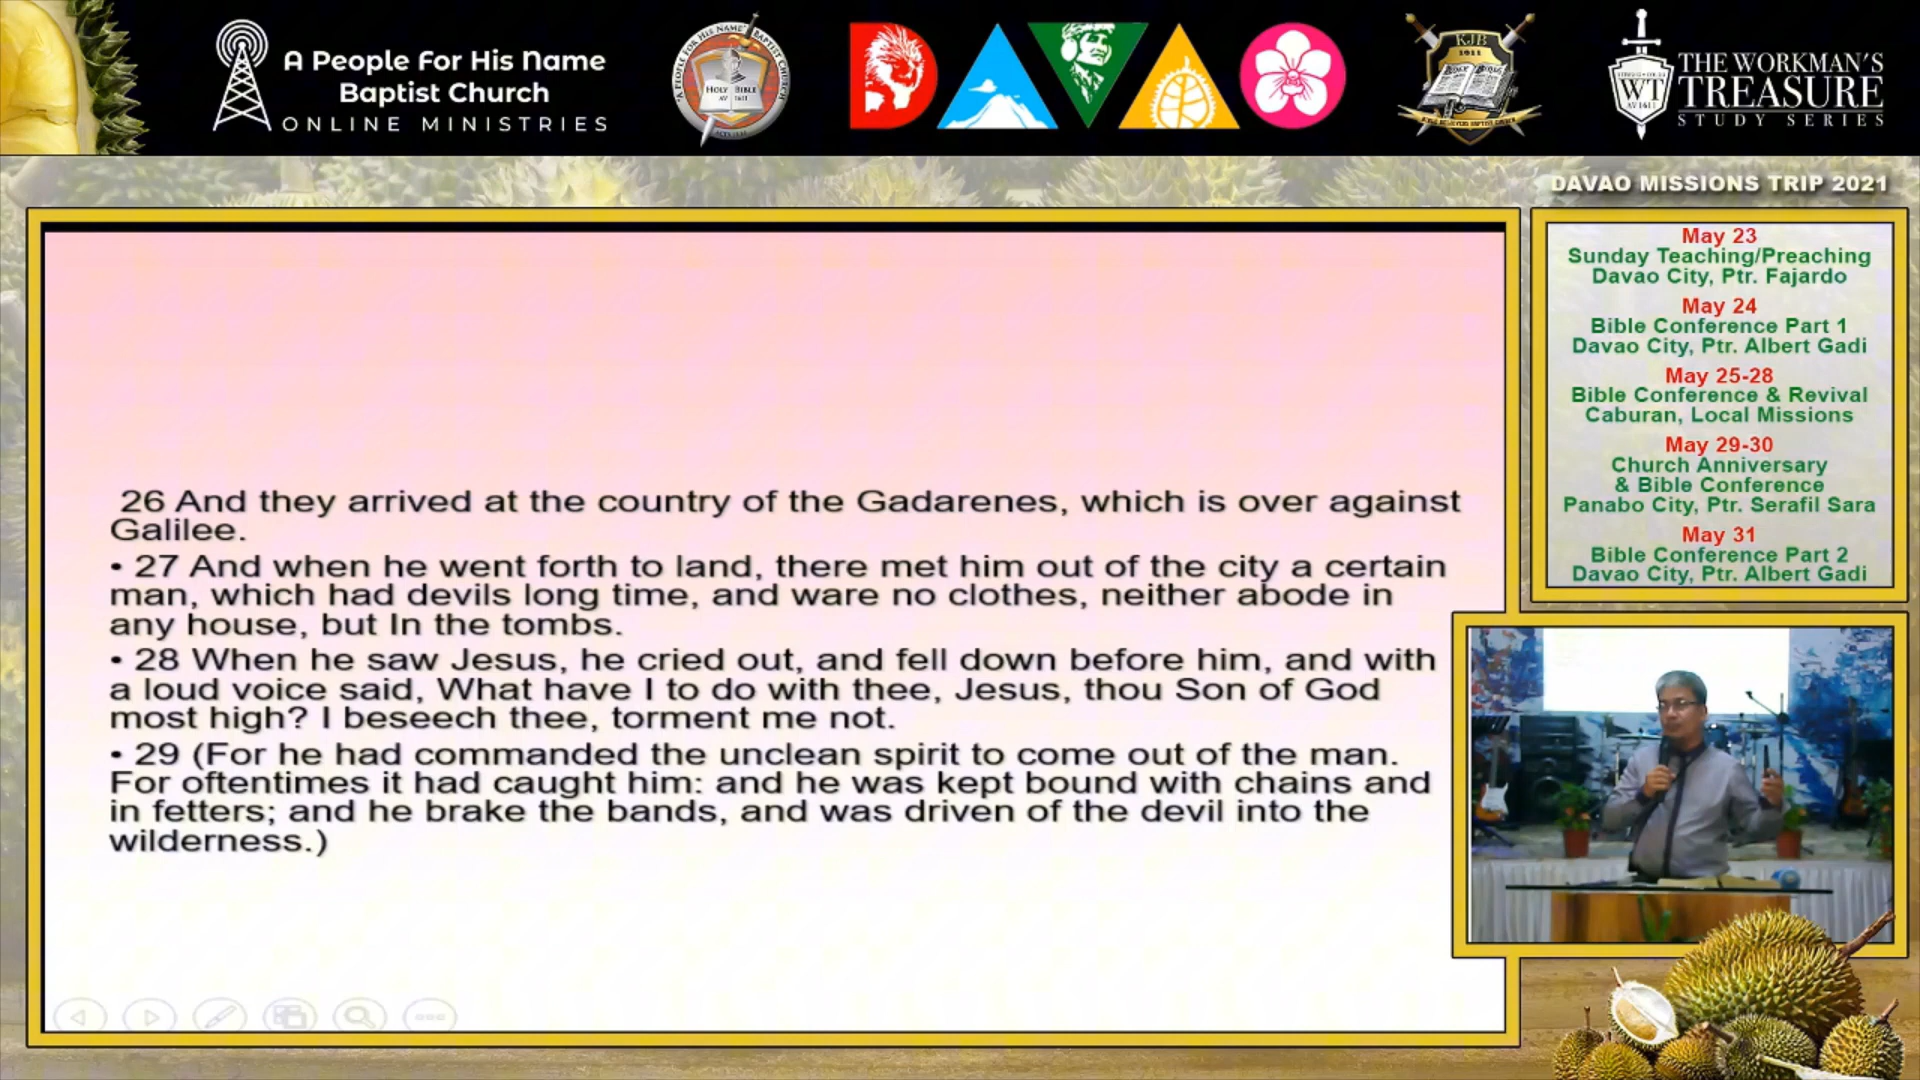 A People For His Name
Baptist Church
ONLINE MINISTRIES
HOLY BIBLE
AV 1611
DAVAO
KJB
1611
WT
AV 1611
THE WORKMAN'S
TREASURE
STUDY SERIES
DAVAO MISSIONS TRIP 2021
26 And they arrived at the country of the Gadarenes, which is over against
Galilee.
• 27 And when he went forth to land, there met him out of the city a certain
man, which had devils long time, and ware no clothes, neither abode in
any house, but In the tombs.
• 28 When he saw Jesus, he cried out, and fell down before him, and with
a loud voice said, What have I to do with thee, Jesus, thou Son of God
most high? I beseech thee, torment me not.
• 29 (For he had commanded the unclean spirit to come out of the man.
For oftentimes it had caught him: and he was kept bound with chains and
in fetters; and he brake the bands, and was driven of the devil into the
wilderness.)
May 23
Sunday Teaching/Preaching
Davao City, Ptr. Fajardo
May 24
Bible Conference Part 1
Davao City, Ptr. Albert Gadi
May 25-28
Bible Conference & Revival
Caburan, Local Missions
May 29-30
Church Anniversary
& Bible Conference
Panabo City, Ptr. Serafil Sara
May 31
Bible Conference Part 2
Davao City, Ptr. Albert Gadi